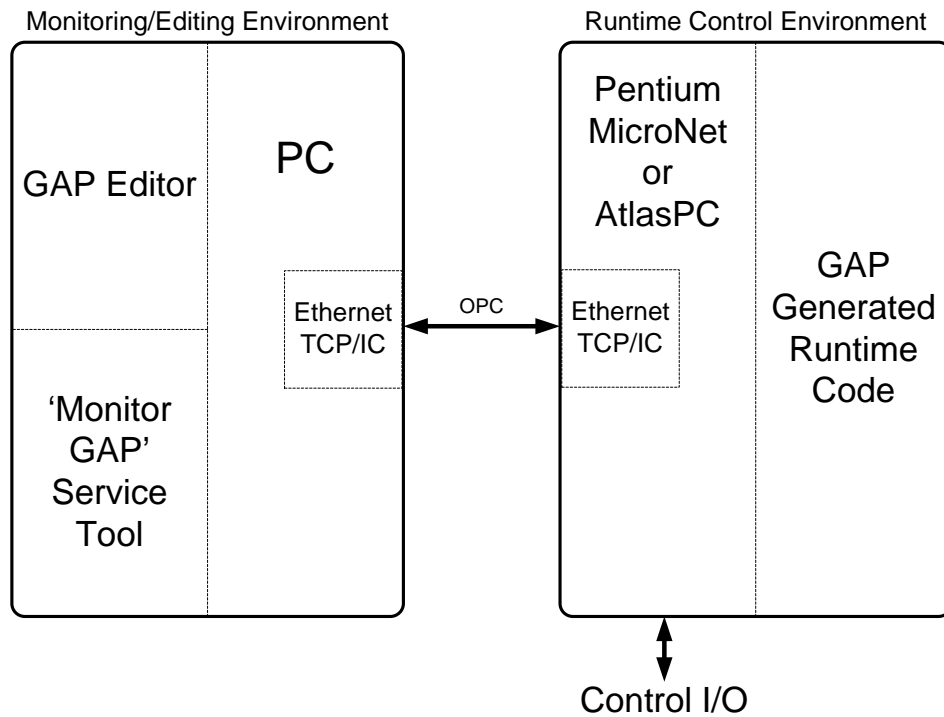 Monitoring/Editing Environment
GAP Editor
PC
Ethernet
TCP/IC
‘Monitor
GAP’
Service
Tool
OPC
Runtime Control Environment
Pentium
MicroNet
or
AtlasPC
Ethernet
TCP/IC
GAP
Generated
Runtime
Code
Control I/O